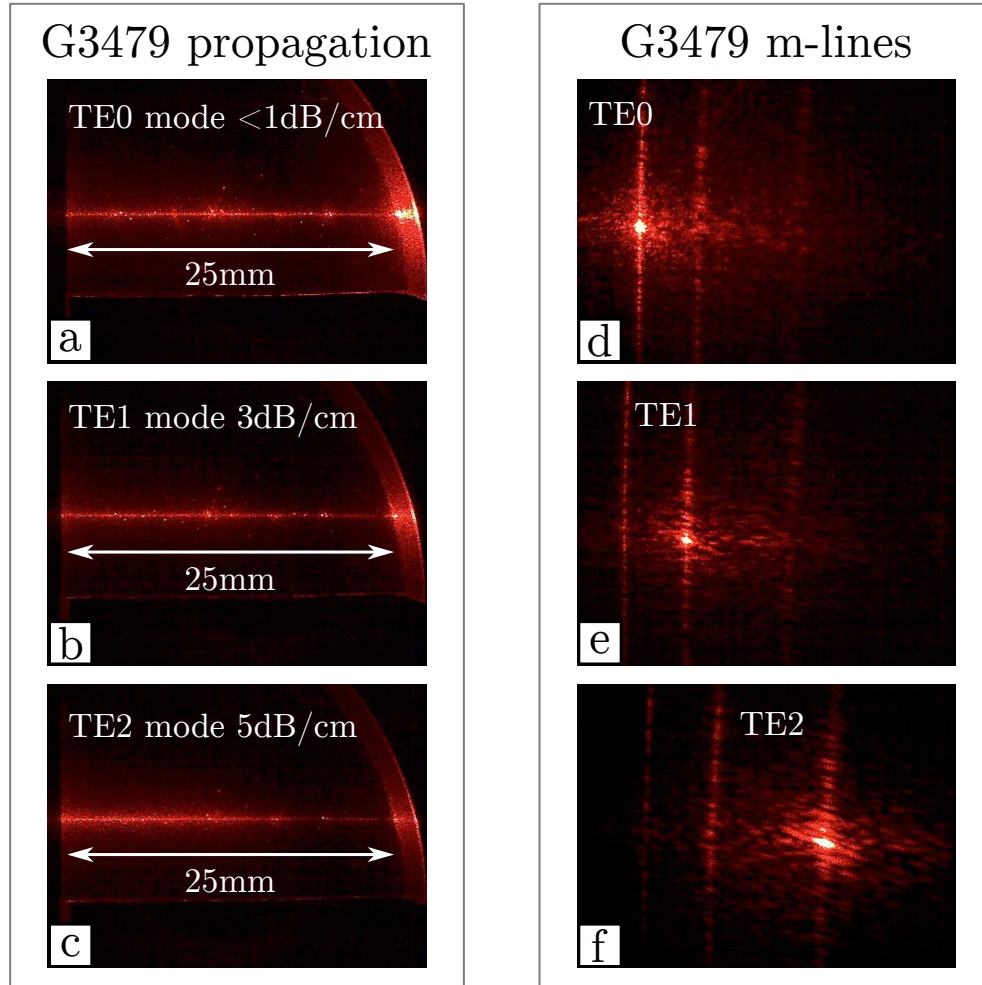 G3479 propagation
TE0 mode <1dB/cm
25mm
a
TE1 mode 3dB/cm
25mm
b
TE2 mode 5dB/cm
25mm
c
G3479 m-lines
TE0
d
TE1
e
TE2
f